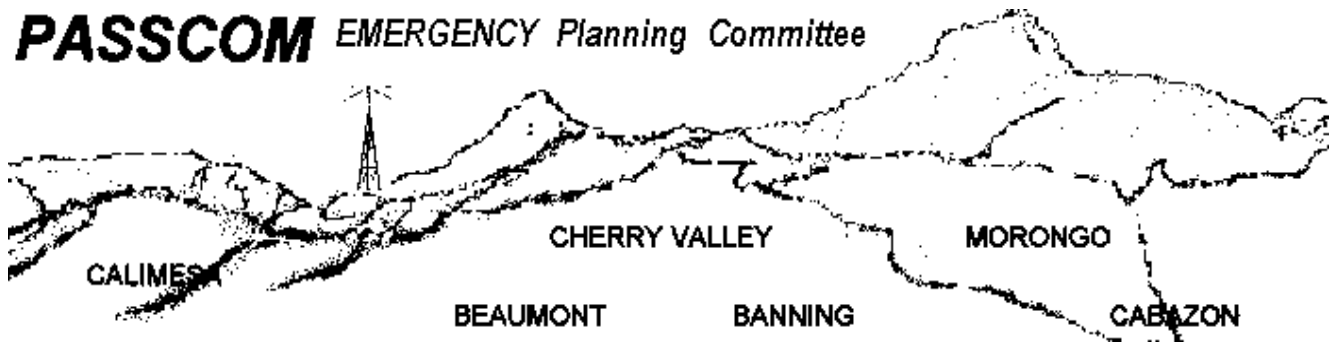 PASSCOM EMERGENCY Planning Committee
CHERRY VALLEY MORONGO
CALIMESA
BEAUMONT BANNING CABAZON